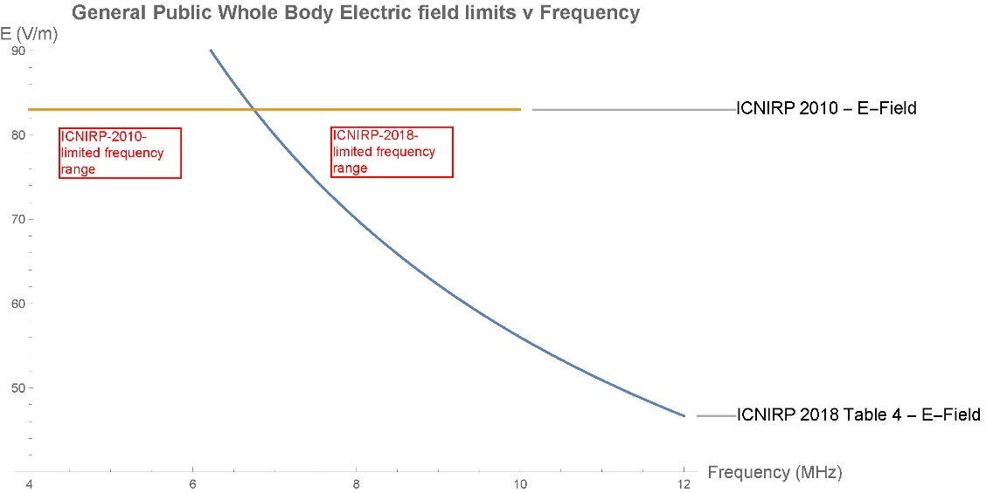 General Public Whole Body Electric field limits v Frequency
E (V/m)
90
80
70
60
50
ICNIRP 2010 – E–Field
ICNIRP-2010-
limited frequency
range
ICNIRP-2018-
limited frequency
range
ICNIRP 2018 Table 4 – E–Field
4
6
8
10
12
Frequency (MHz)